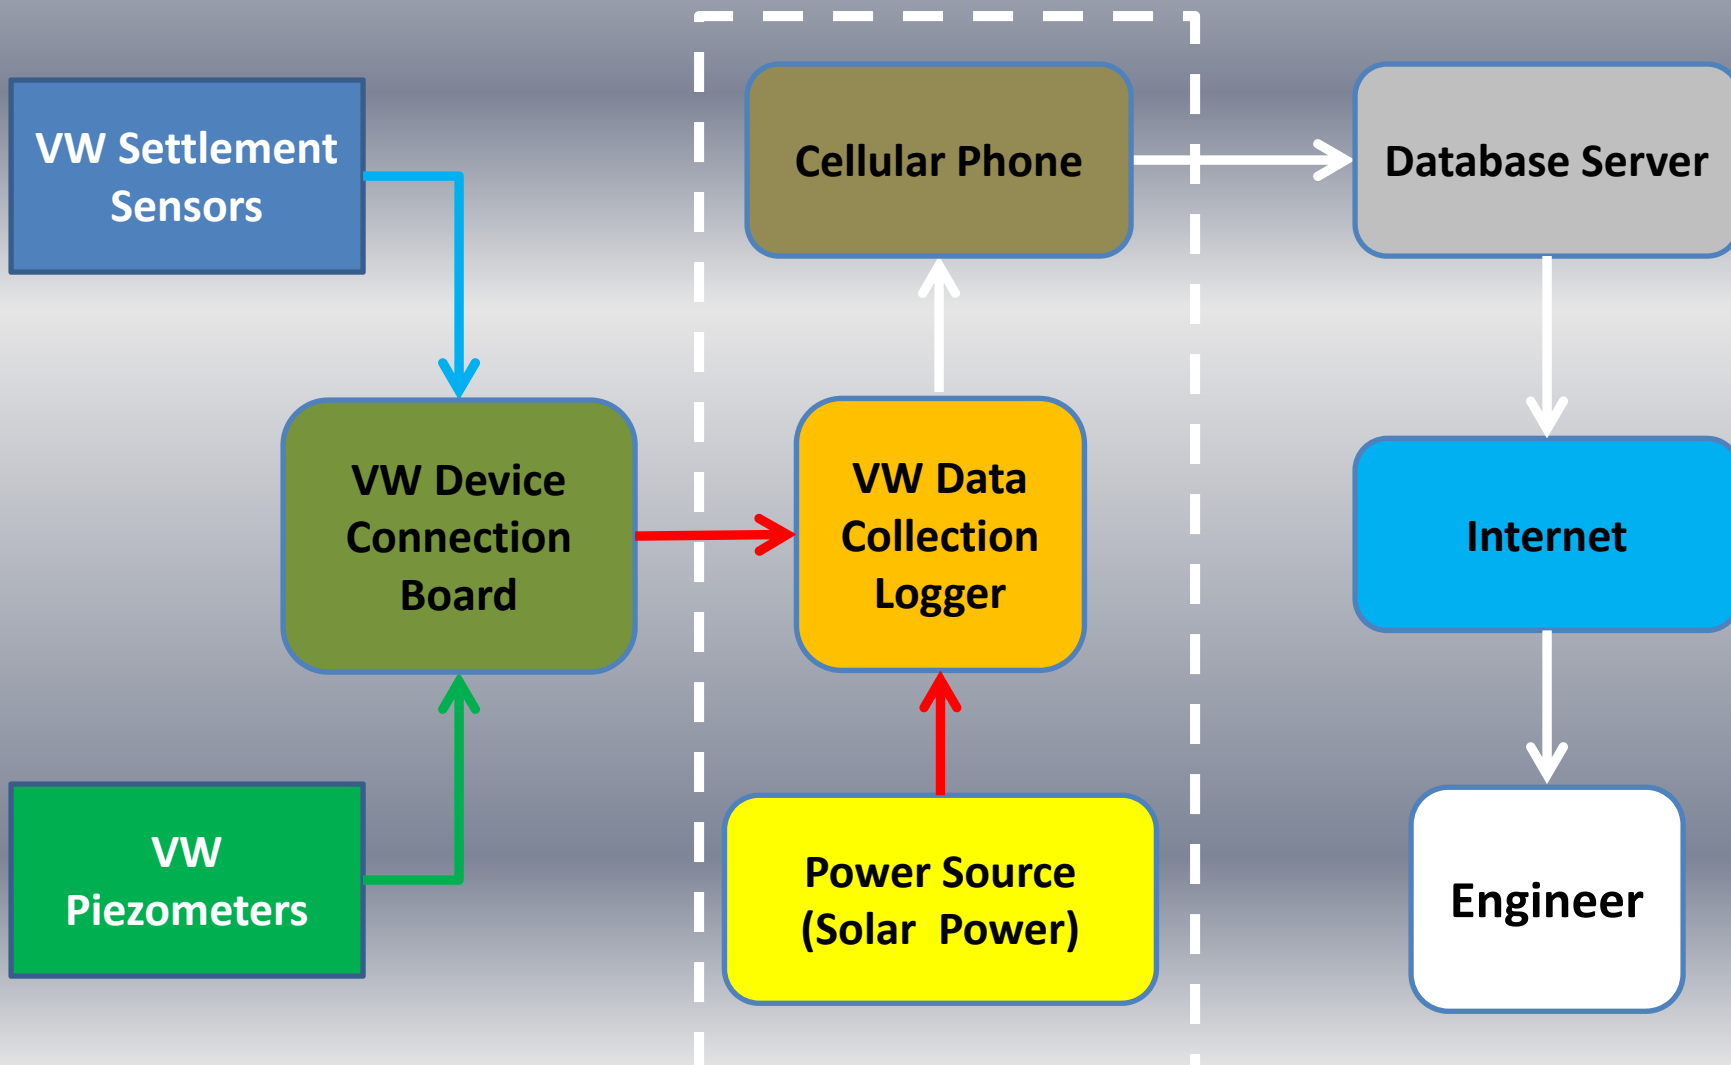 VW Settlement
Sensors
Cellular Phone
Database Server
VW Device
Connection
Board
VW Data
Collection
Logger
Internet
VW
Piezometers
Power Source
(Solar  Power)
Engineer